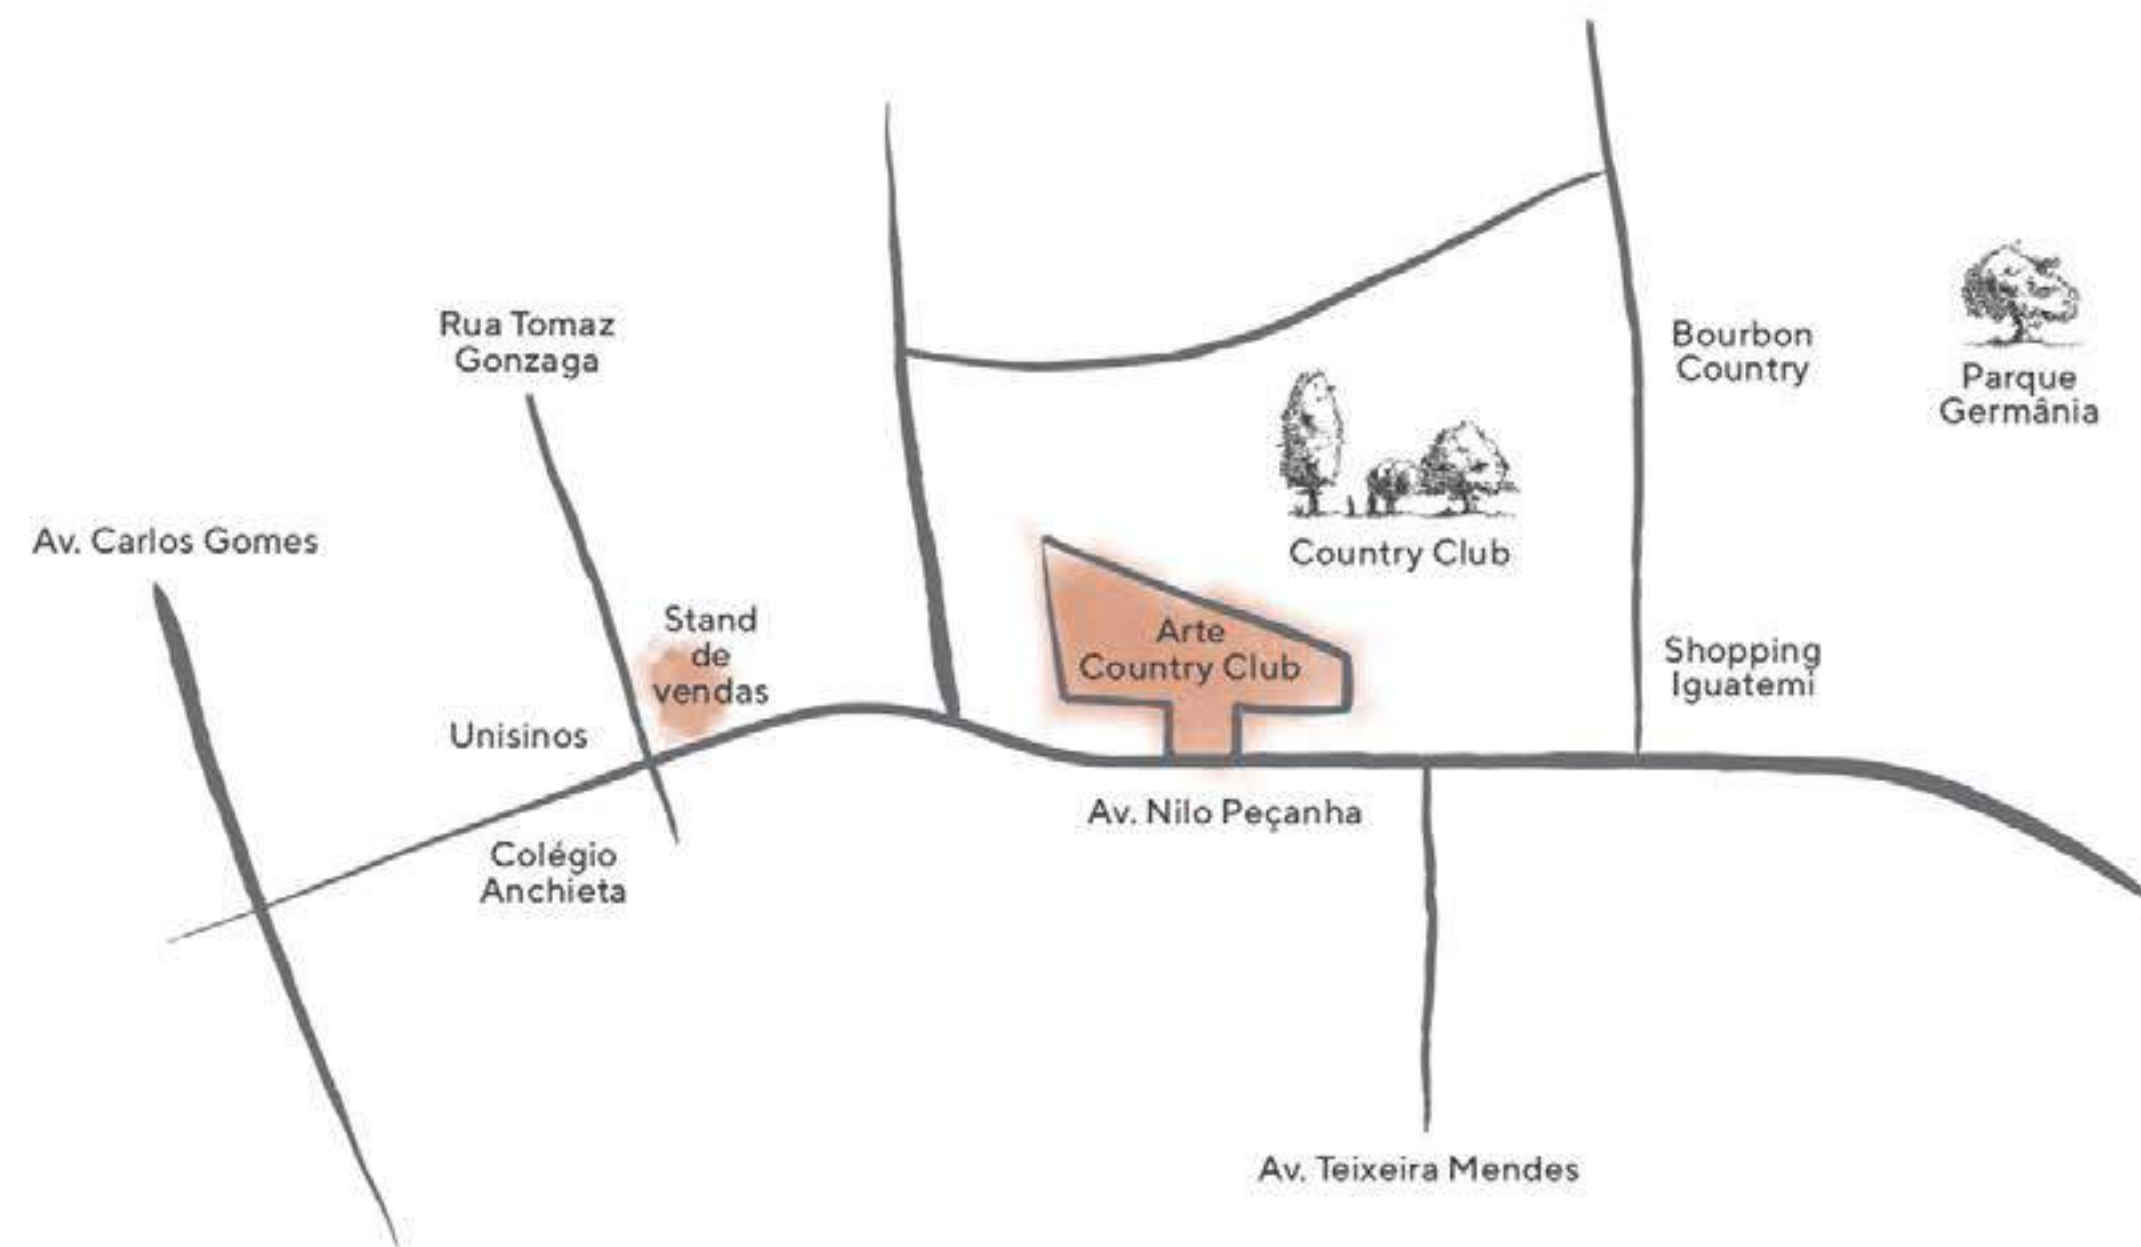 Rua Tomaz
Gonzaga
Bourbon
Country
Parque
Germânia
Av. Carlos Gomes
Country Club
Stand
de
vendas
Arte
Country Club
Shopping
Iguatemi
Unisinos
Av. Nilo Peçanha
Colégio
Anchieta
Av. Teixeira Mendes